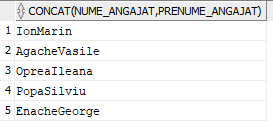 CONCAT(NUME_ANGAJAT,PRENUME_ANGAJAT)
1 IonMarin
2 AgacheVasile
3 OpreaIleana
4 PopaSilviu
5 EnacheGeorge